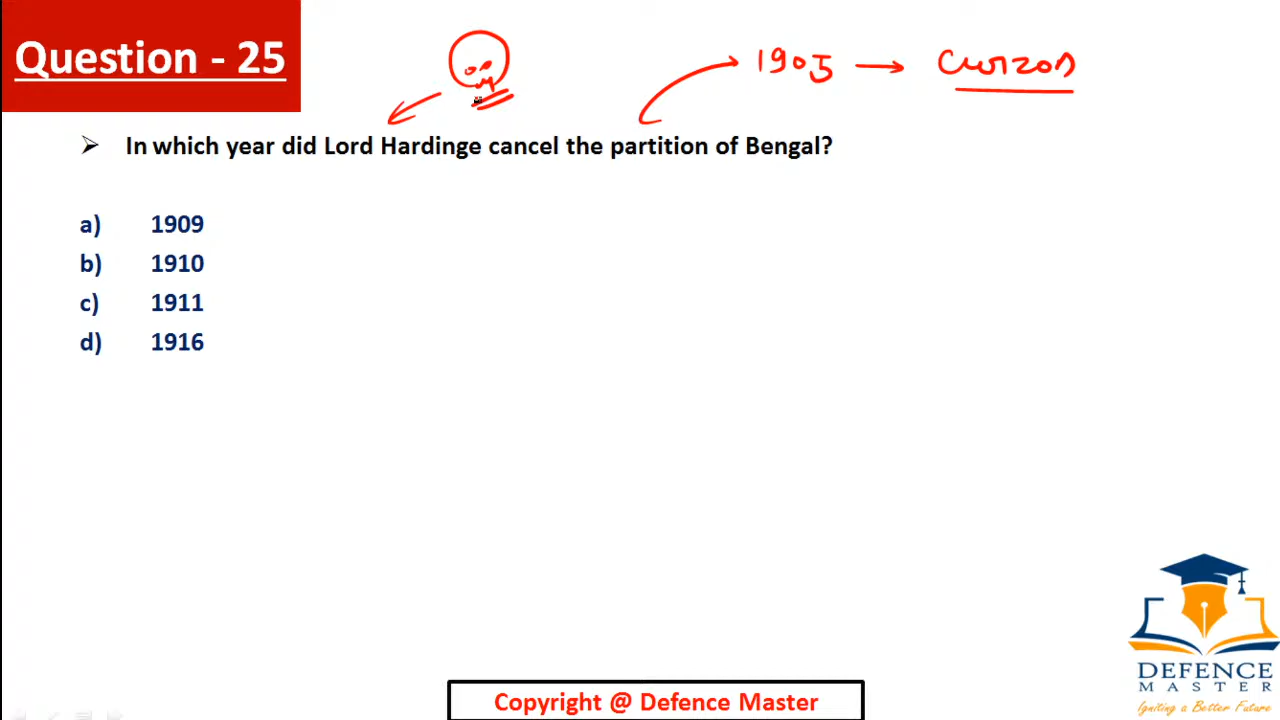 Question - 25
1905 → Curzon
➢ In which year did Lord Hardinge cancel the partition of Bengal?
a) 1909
b) 1910
c) 1911
d) 1916
DEFENCE
MASTER
Igniting a Better Future
Copyright @ Defence Master